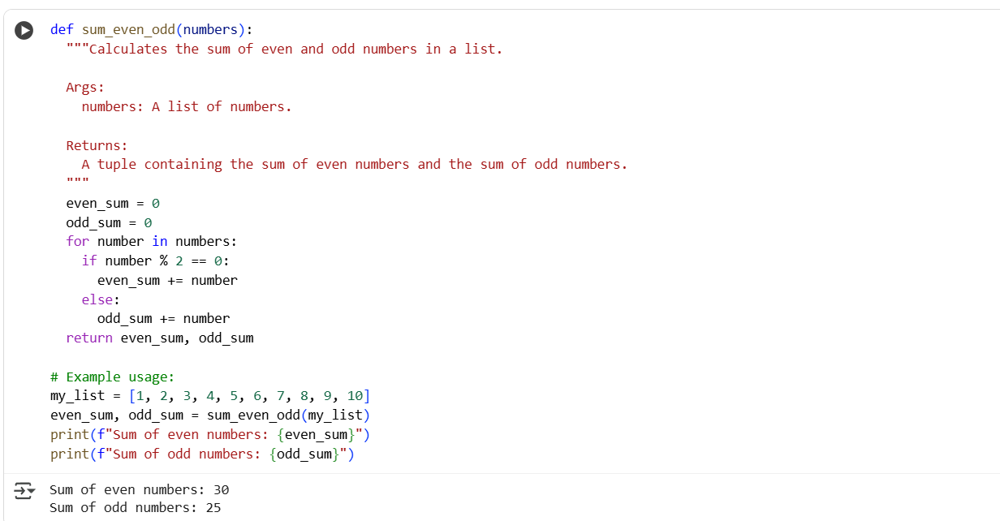 def sum_even_odd(numbers):
  """Calculates the sum of even and odd numbers in a list.

  Args:
    numbers: A list of numbers.

  Returns:
    A tuple containing the sum of even numbers and the sum of odd numbers.
  """
  even_sum = 0
  odd_sum = 0
  for number in numbers:
    if number % 2 == 0:
      even_sum += number
    else:
      odd_sum += number
  return even_sum, odd_sum

# Example usage:
my_list = [1, 2, 3, 4, 5, 6, 7, 8, 9, 10]
even_sum, odd_sum = sum_even_odd(my_list)
print(f"Sum of even numbers: {even_sum}")
print(f"Sum of odd numbers: {odd_sum}")
Sum of even numbers: 30
Sum of odd numbers: 25